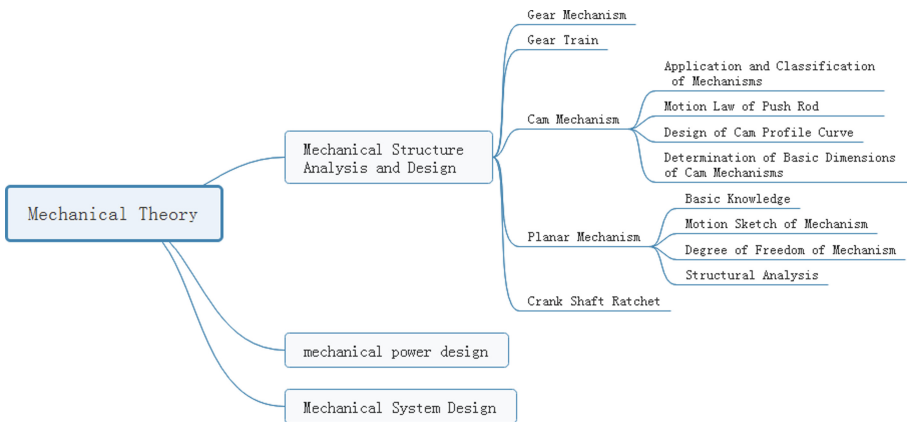 Mechanical Theory
Mechanical Structure
Analysis and Design
Gear Mechanism
Gear Train
Cam Mechanism
Application and Classification
of Mechanisms
Motion Law of Push Rod
Design of Cam Profile Curve
Determination of Basic Dimensions
of Cam Mechanisms
Planar Mechanism
Basic Knowledge
Motion Sketch of Mechanism
Degree of Freedom of Mechanism
Structural Analysis
Crank Shaft Ratchet
mechanical power design
Mechanical System Design